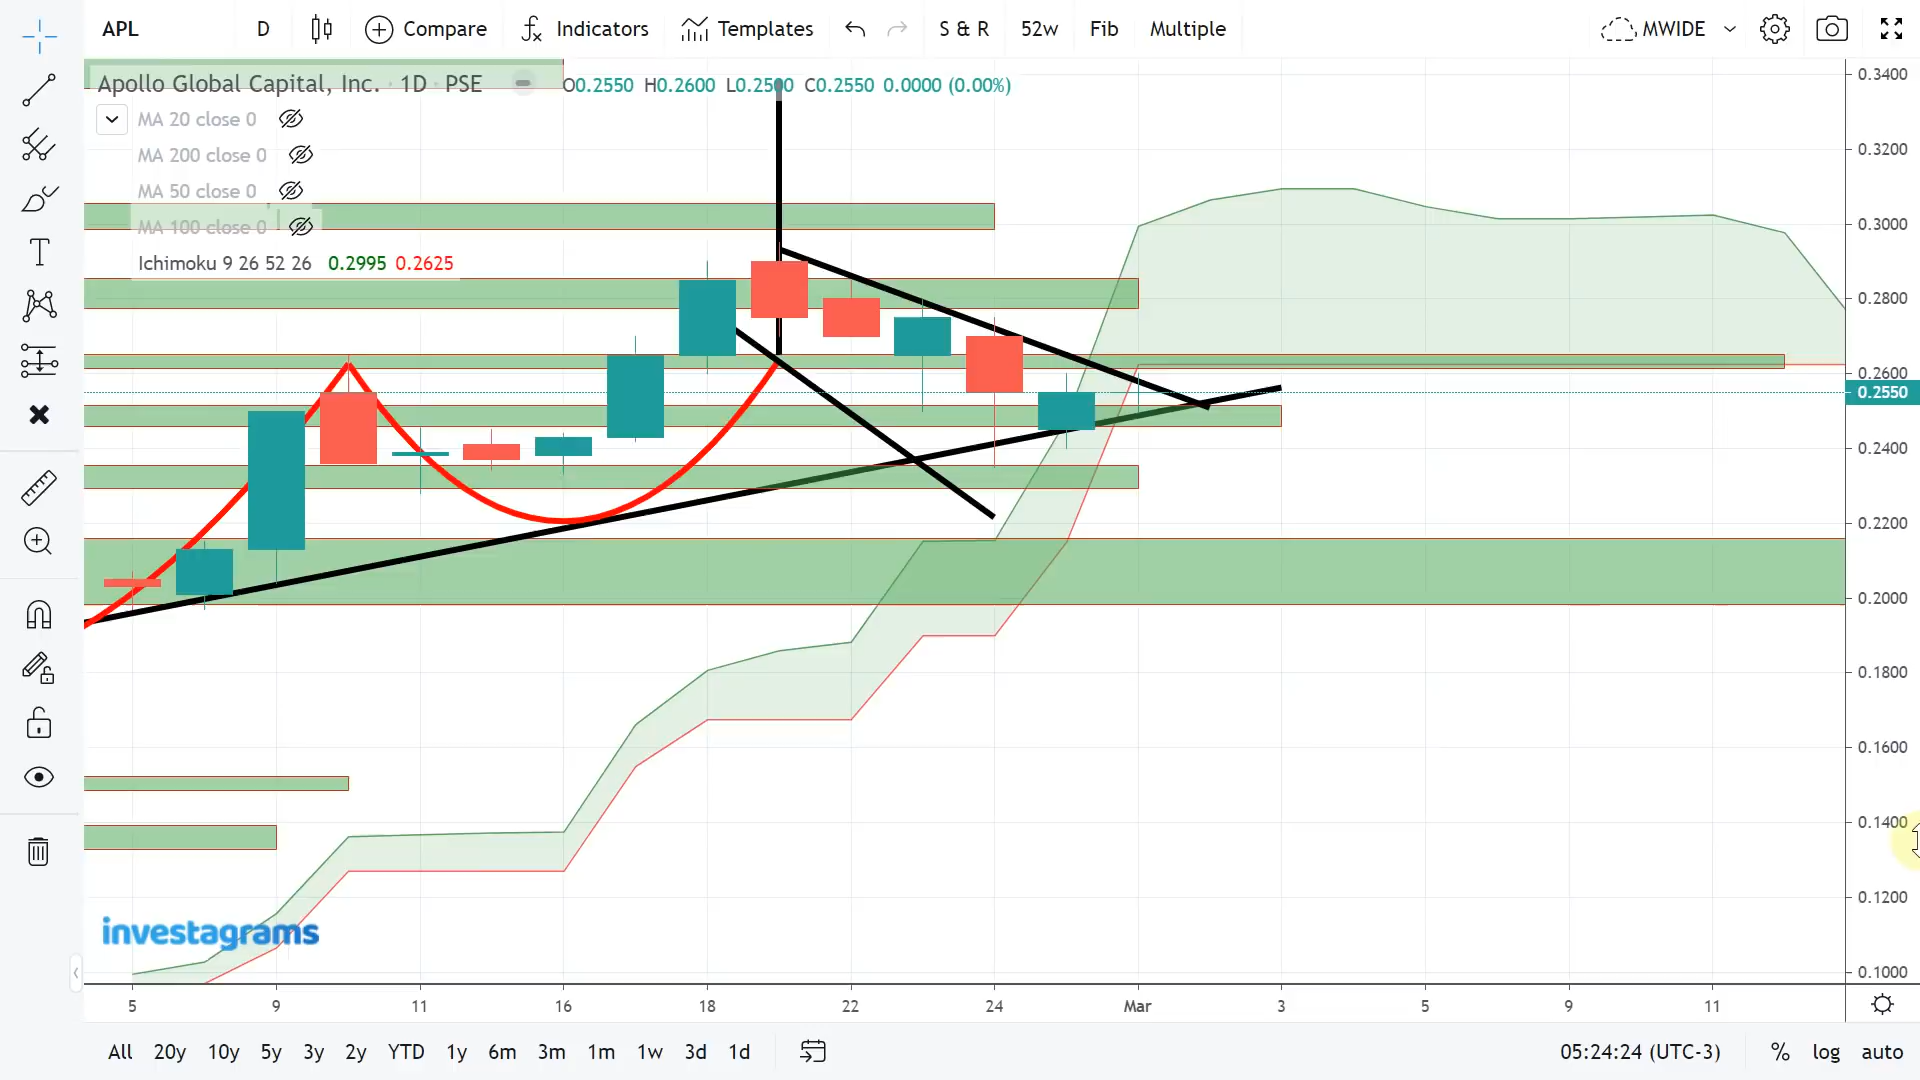 APL D Compare Indicators Templates S & R 52w Fib Multiple MWIDE
Apollo Global Capital, Inc. · 1D · PSE O0.2550 H0.2600 L0.2500 C0.2550 0.0000 (0.00%)
MA 20 close 0
MA 200 close 0
MA 50 close 0
MA 100 close 0
Ichimoku 9 26 52 26 0.2995 0.2625
0.3400
0.3200
0.3000
0.2800
0.2600
0.2550
0.2400
0.2200
0.2000
0.1800
0.1600
0.1400
0.1200
0.1000
investagrams
5 9 11 16 18 22 24 Mar 3 5 9 11
All 20y 10y 5y 3y 2y YTD 1y 6m 3m 1m 1w 3d 1d 05:24:24 (UTC-3) % log auto